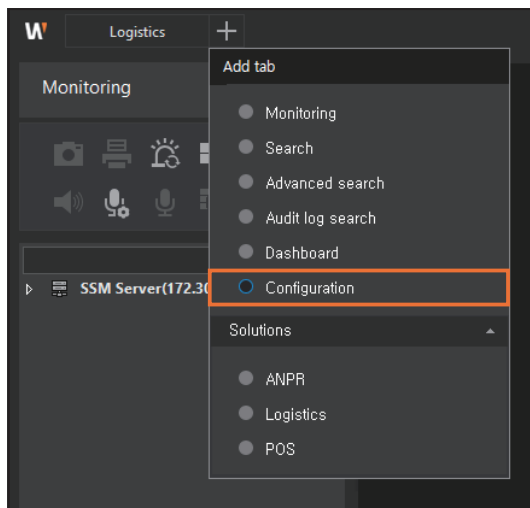 W Logistics +
Add tab
Monitoring
Monitoring
Search
Advanced search
Audit log search
Dashboard
SSM Server(172.30
Configuration
Solutions
ANPR
Logistics
POS